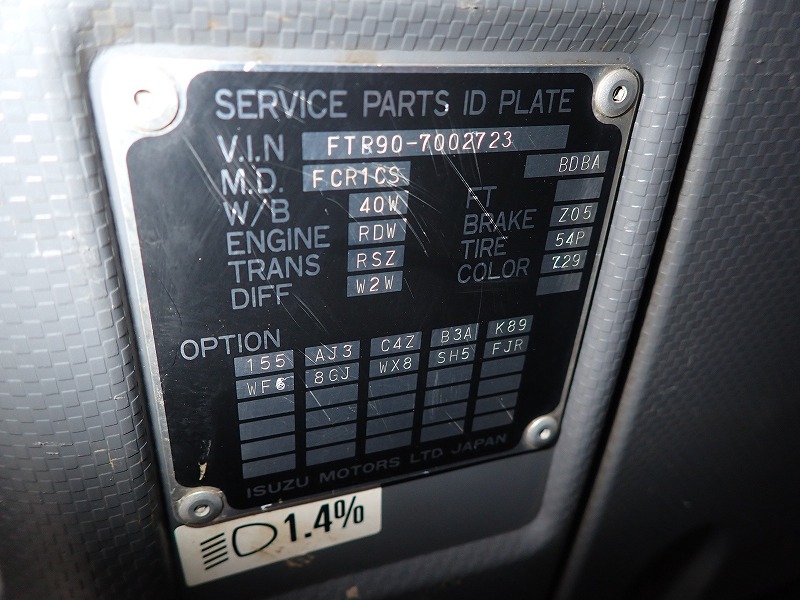 SERVICE PARTS ID PLATE
V.I.N FTR90-7002723
M.D. FCR1CS BDBA
W/B 40W FT
ENGINE RDW BRAKE Z05
TRANS RSZ TIRE 54P
DIFF W2W COLOR 729
OPTION 155 AJ3 C4Z B3A K89
WF6 8GJ WX8 SH5 FJR
ISUZU MOTORS LTD JAPAN
1.4%